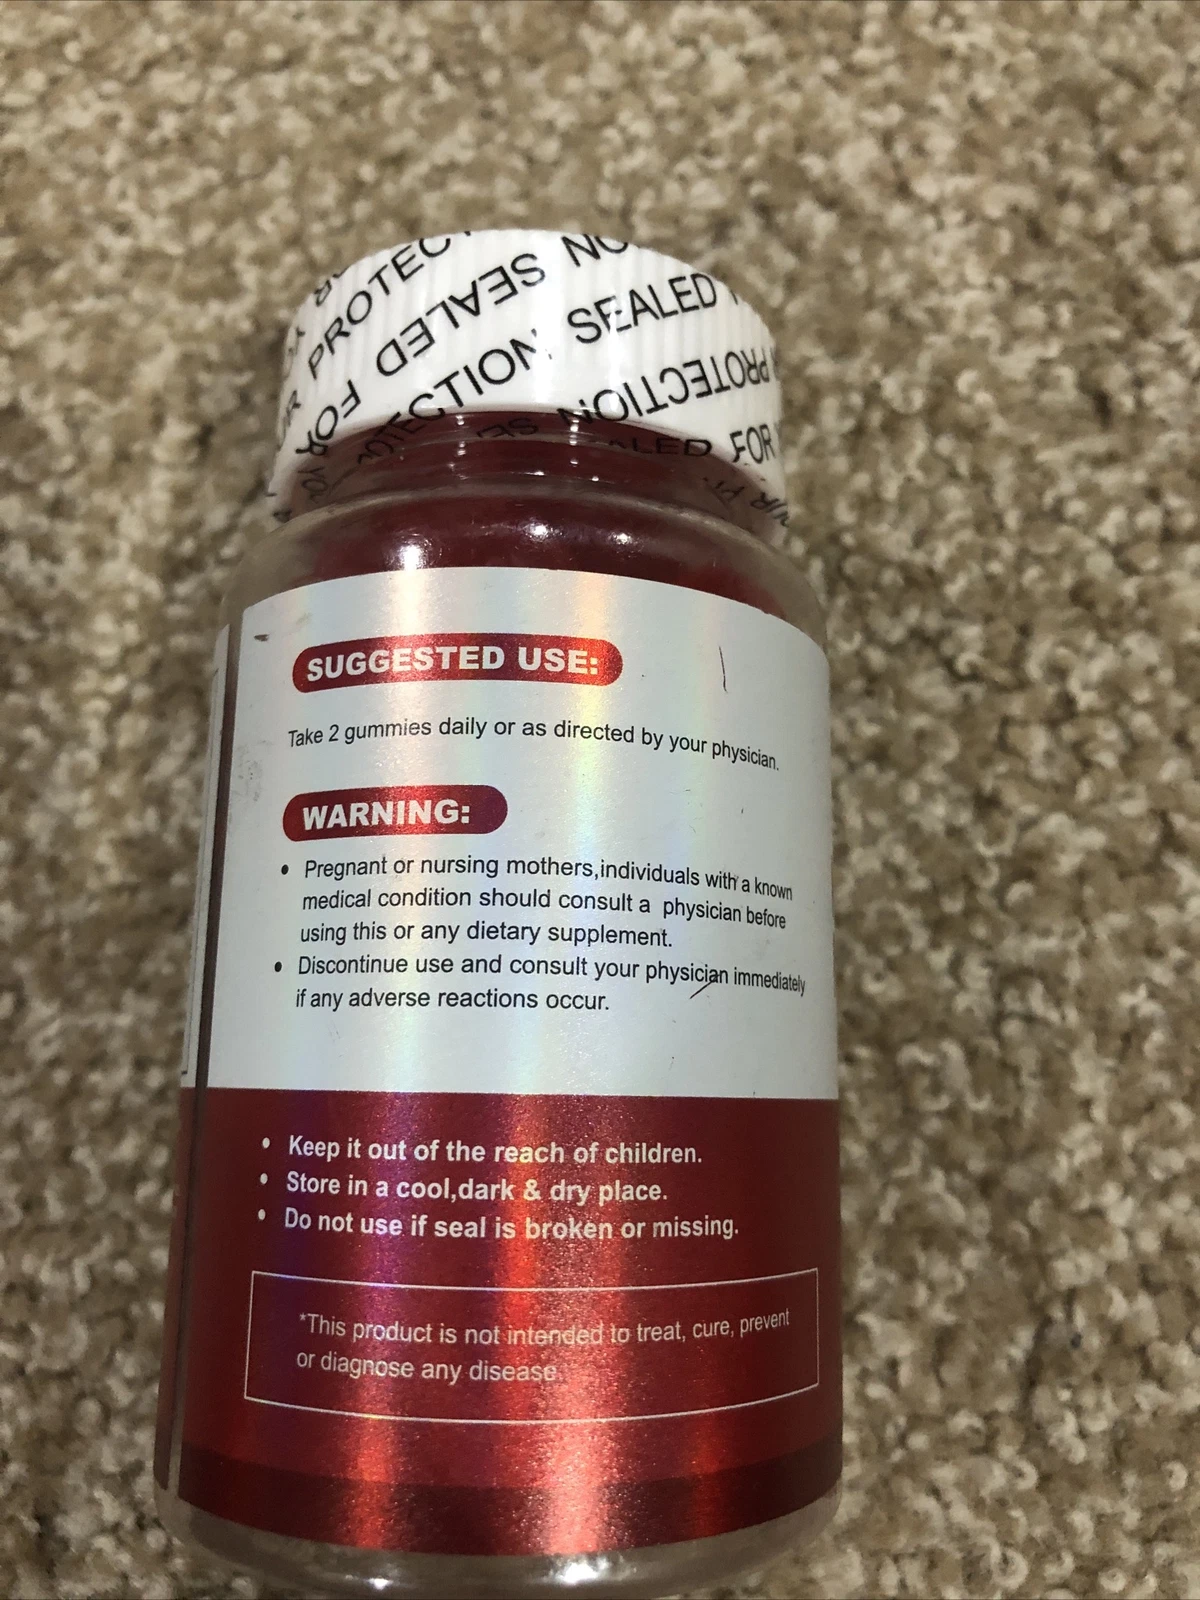 PROTECT
SEALED FOR
PROTECTION SEALED
PROTECTION
FOR
SUGGESTED USE:
Take 2 gummies daily or as directed by your physician.
WARNING:
• Pregnant or nursing mothers,individuals with a known
medical condition should consult a physician before
using this or any dietary supplement.
• Discontinue use and consult your physician immediately
if any adverse reactions occur.
• Keep it out of the reach of children.
• Store in a cool,dark & dry place.
• Do not use if seal is broken or missing.
*This product is not intended to treat, cure, prevent
or diagnose any disease.